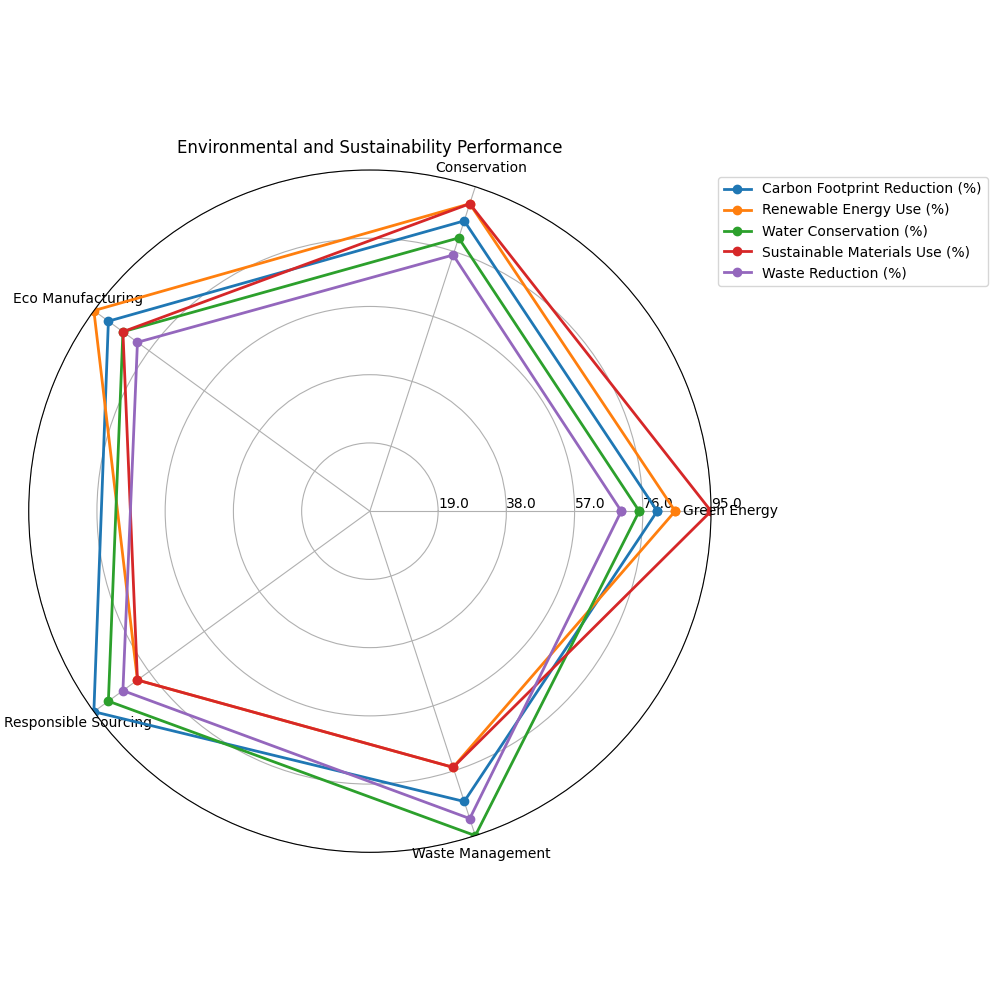 Environmental and Sustainability Performance
Conservation
Carbon Footprint Reduction (%)
Renewable Energy Use (%)
Water Conservation (%)
Sustainable Materials Use (%)
Waste Reduction (%)
Eco Manufacturing
19.0 38.0 57.0 76.0 95.0
Green Energy
Responsible Sourcing
Waste Management